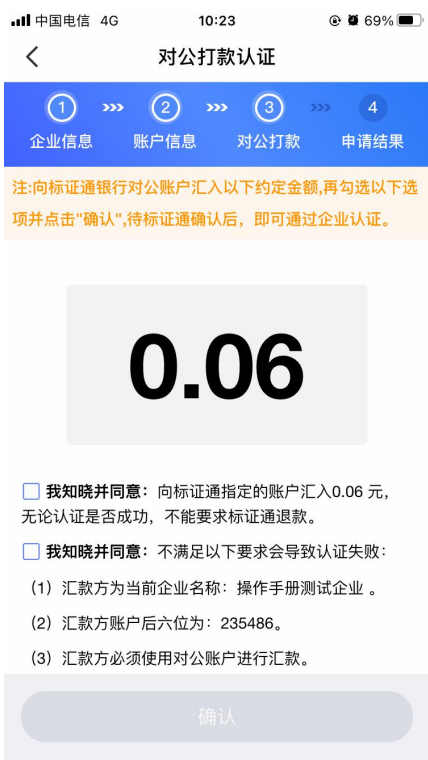 中国电信 4G 10:23 69%
对公打款认证
1 >>> 2 >>> 3 >>> 4
企业信息 账户信息 对公打款 申请结果
注:向标证通银行对公账户汇入以下约定金额,再勾选以下选
项并点击"确认",待标证通确认后，即可通过企业认证。
0.06
我知晓并同意：向标证通指定的账户汇入0.06 元，
无论认证是否成功，不能要求标证通退款。
我知晓并同意：不满足以下要求会导致认证失败：
（1）汇款方为当前企业名称：操作手册测试企业 。
（2）汇款方账户后六位为：235486。
（3）汇款方必须使用对公账户进行汇款。
确认